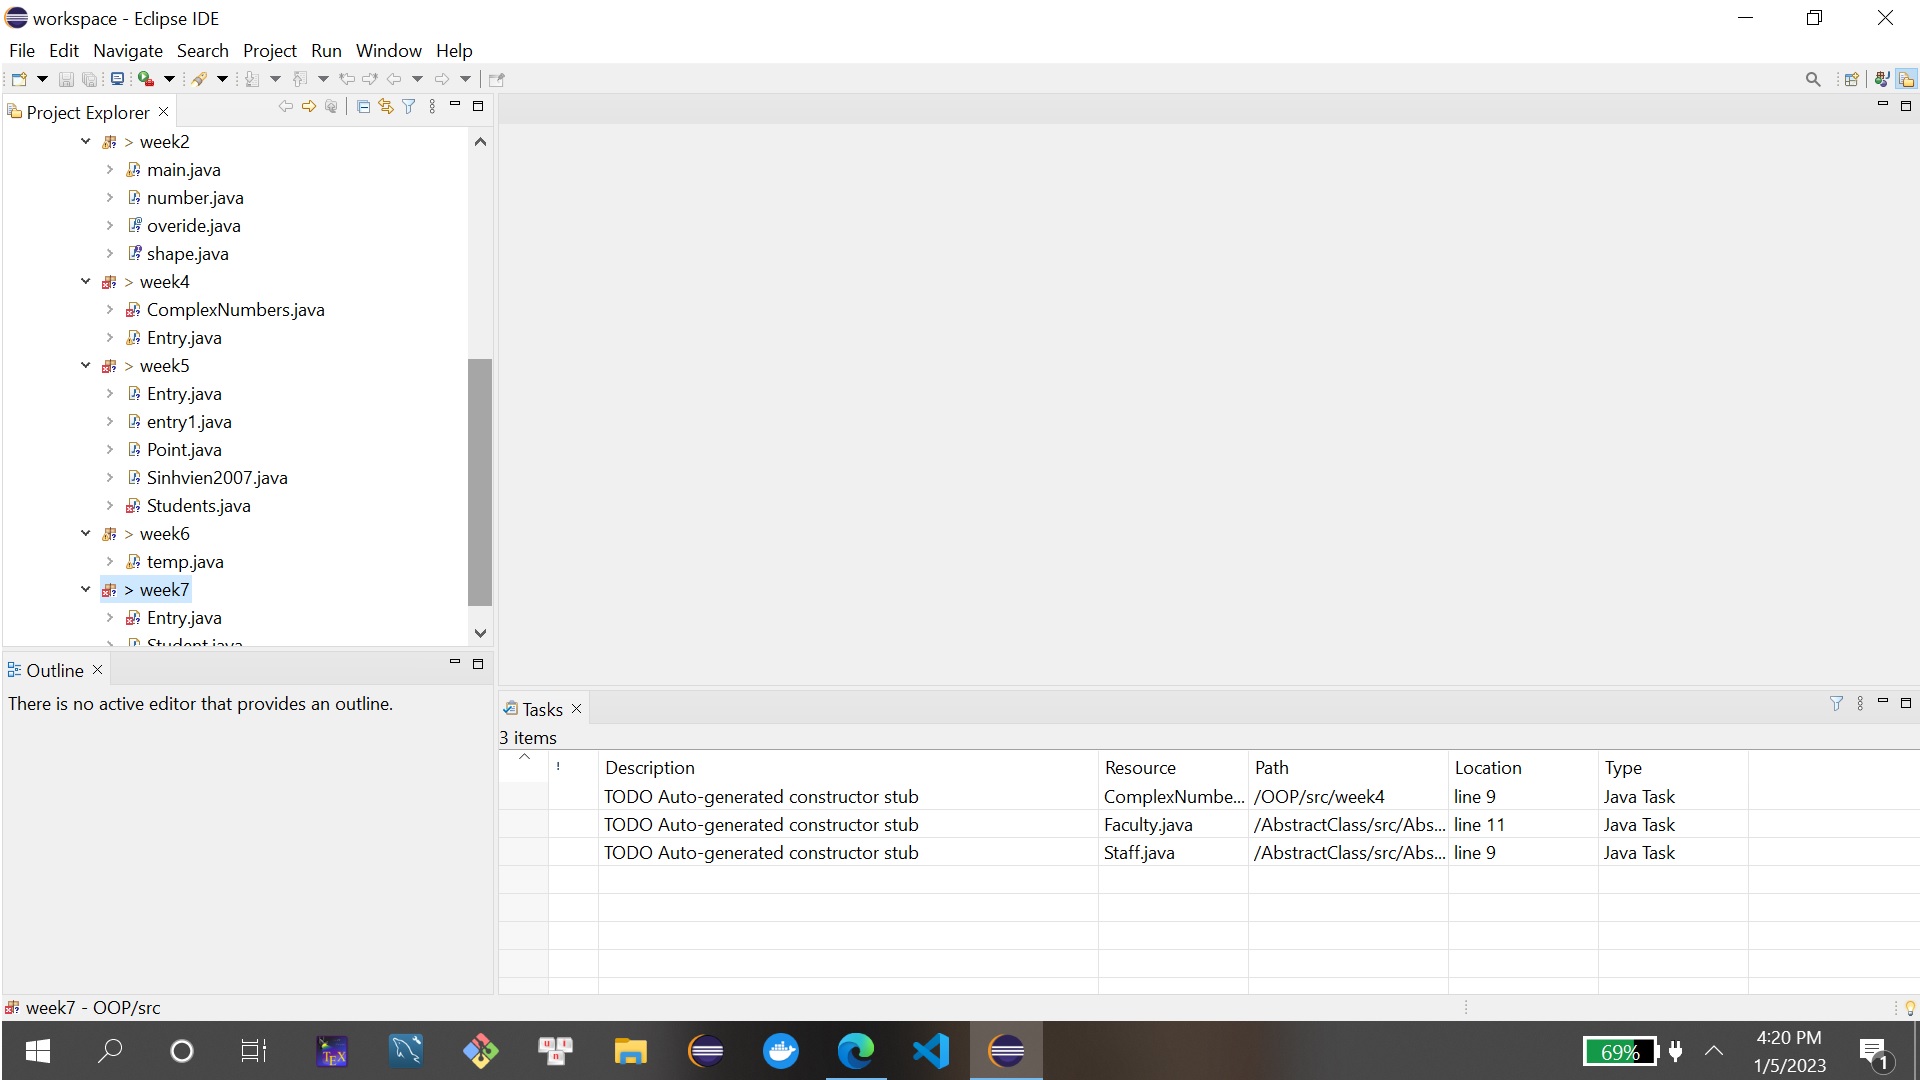 workspace - Eclipse IDE
File Edit Navigate Search Project Run Window Help
Project Explorer
> week2
main.java
number.java
overide.java
shape.java
> week4
ComplexNumbers.java
Entry.java
> week5
Entry.java
entry1.java
Point.java
Sinhvien2007.java
Students.java
> week6
temp.java
> week7
Entry.java
Student.java
Outline
There is no active editor that provides an outline.
Tasks
3 items
! Description Resource Path Location Type
TODO Auto-generated constructor stub ComplexNumbe... /OOP/src/week4 line 9 Java Task
TODO Auto-generated constructor stub Faculty.java /AbstractClass/src/Abs... line 11 Java Task
TODO Auto-generated constructor stub Staff.java /AbstractClass/src/Abs... line 9 Java Task
week7 - OOP/src
TEX
u i n
69%
4:20 PM
1/5/2023
1